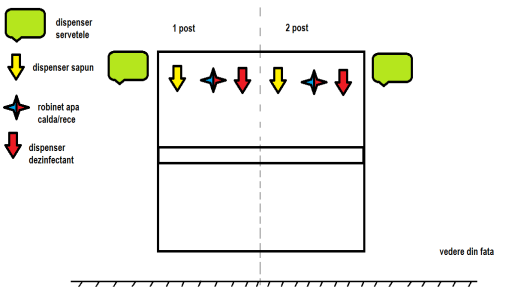 dispenser
servetele
dispenser sapun
robinet apa
calda/rece
dispenser
dezinfectant
1 post
2 post
vedere din fata